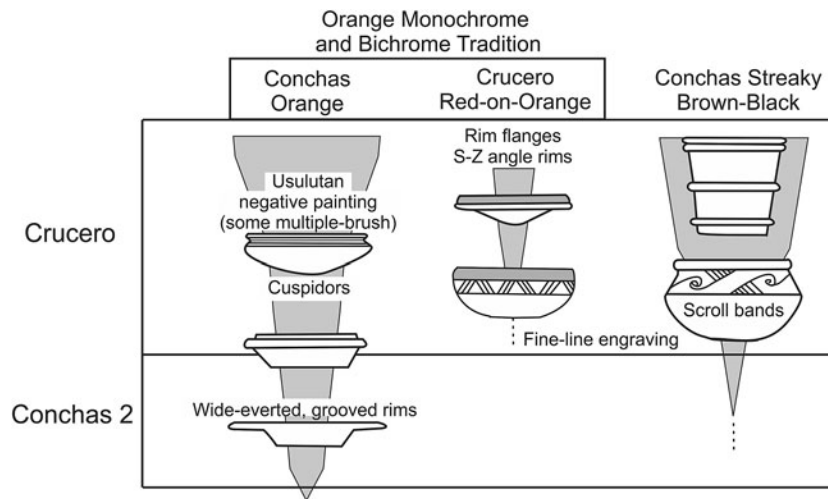 Orange Monochrome
and Bichrome Tradition
Conchas
Orange
Crucero
Red-on-Orange
Conchas Streaky
Brown-Black
Crucero
Usulutan
negative painting
(some multiple-brush)
Cuspidors
Rim flanges
S-Z angle rims
Fine-line engraving
Scroll bands
Conchas 2
Wide-everted, grooved rims